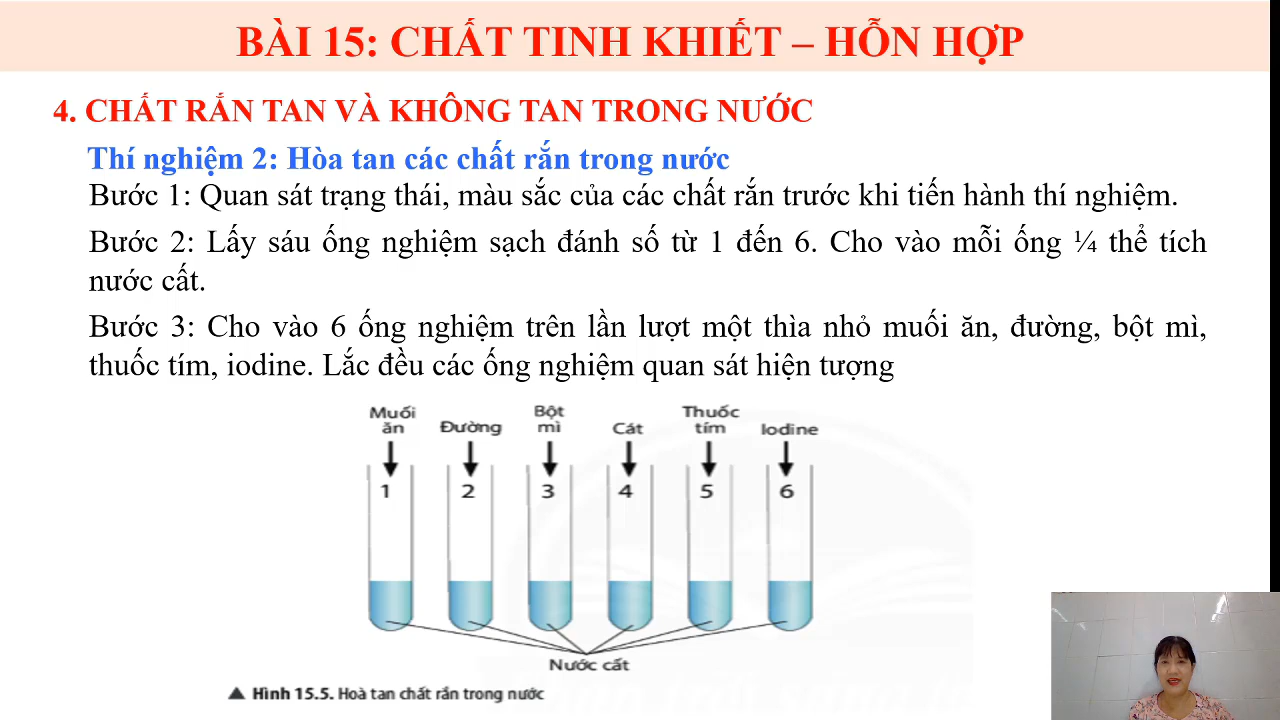 BÀI 15: CHẤT TINH KHIẾT – HỖN HỢP
4. CHẤT RẮN TAN VÀ KHÔNG TAN TRONG NƯỚC
Thí nghiệm 2: Hòa tan các chất rắn trong nước
Bước 1: Quan sát trạng thái, màu sắc của các chất rắn trước khi tiến hành thí nghiệm.
Bước 2: Lấy sáu ống nghiệm sạch đánh số từ 1 đến 6. Cho vào mỗi ống ¼ thể tích
nước cất.
Bước 3: Cho vào 6 ống nghiệm trên lần lượt một thìa nhỏ muối ăn, đường, bột mì,
thuốc tím, iodine. Lắc đều các ống nghiệm quan sát hiện tượng
Muối ăn
Đường
Bột mì
Cát
Thuốc tím
Iodine
1 2 3 4 5 6
Nước cất
▲ Hình 15.5. Hoà tan chất rắn trong nước